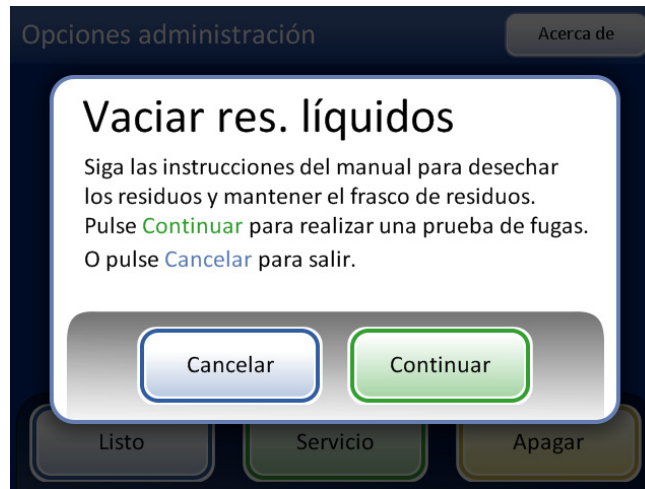 Opciones administración
Acerca de
Vaciar res. líquidos
Siga las instrucciones del manual para desechar
los residuos y mantener el frasco de residuos.
Pulse Continuar para realizar una prueba de fugas.
O pulse Cancelar para salir.
Cancelar
Continuar
Listo
Servicio
Apagar